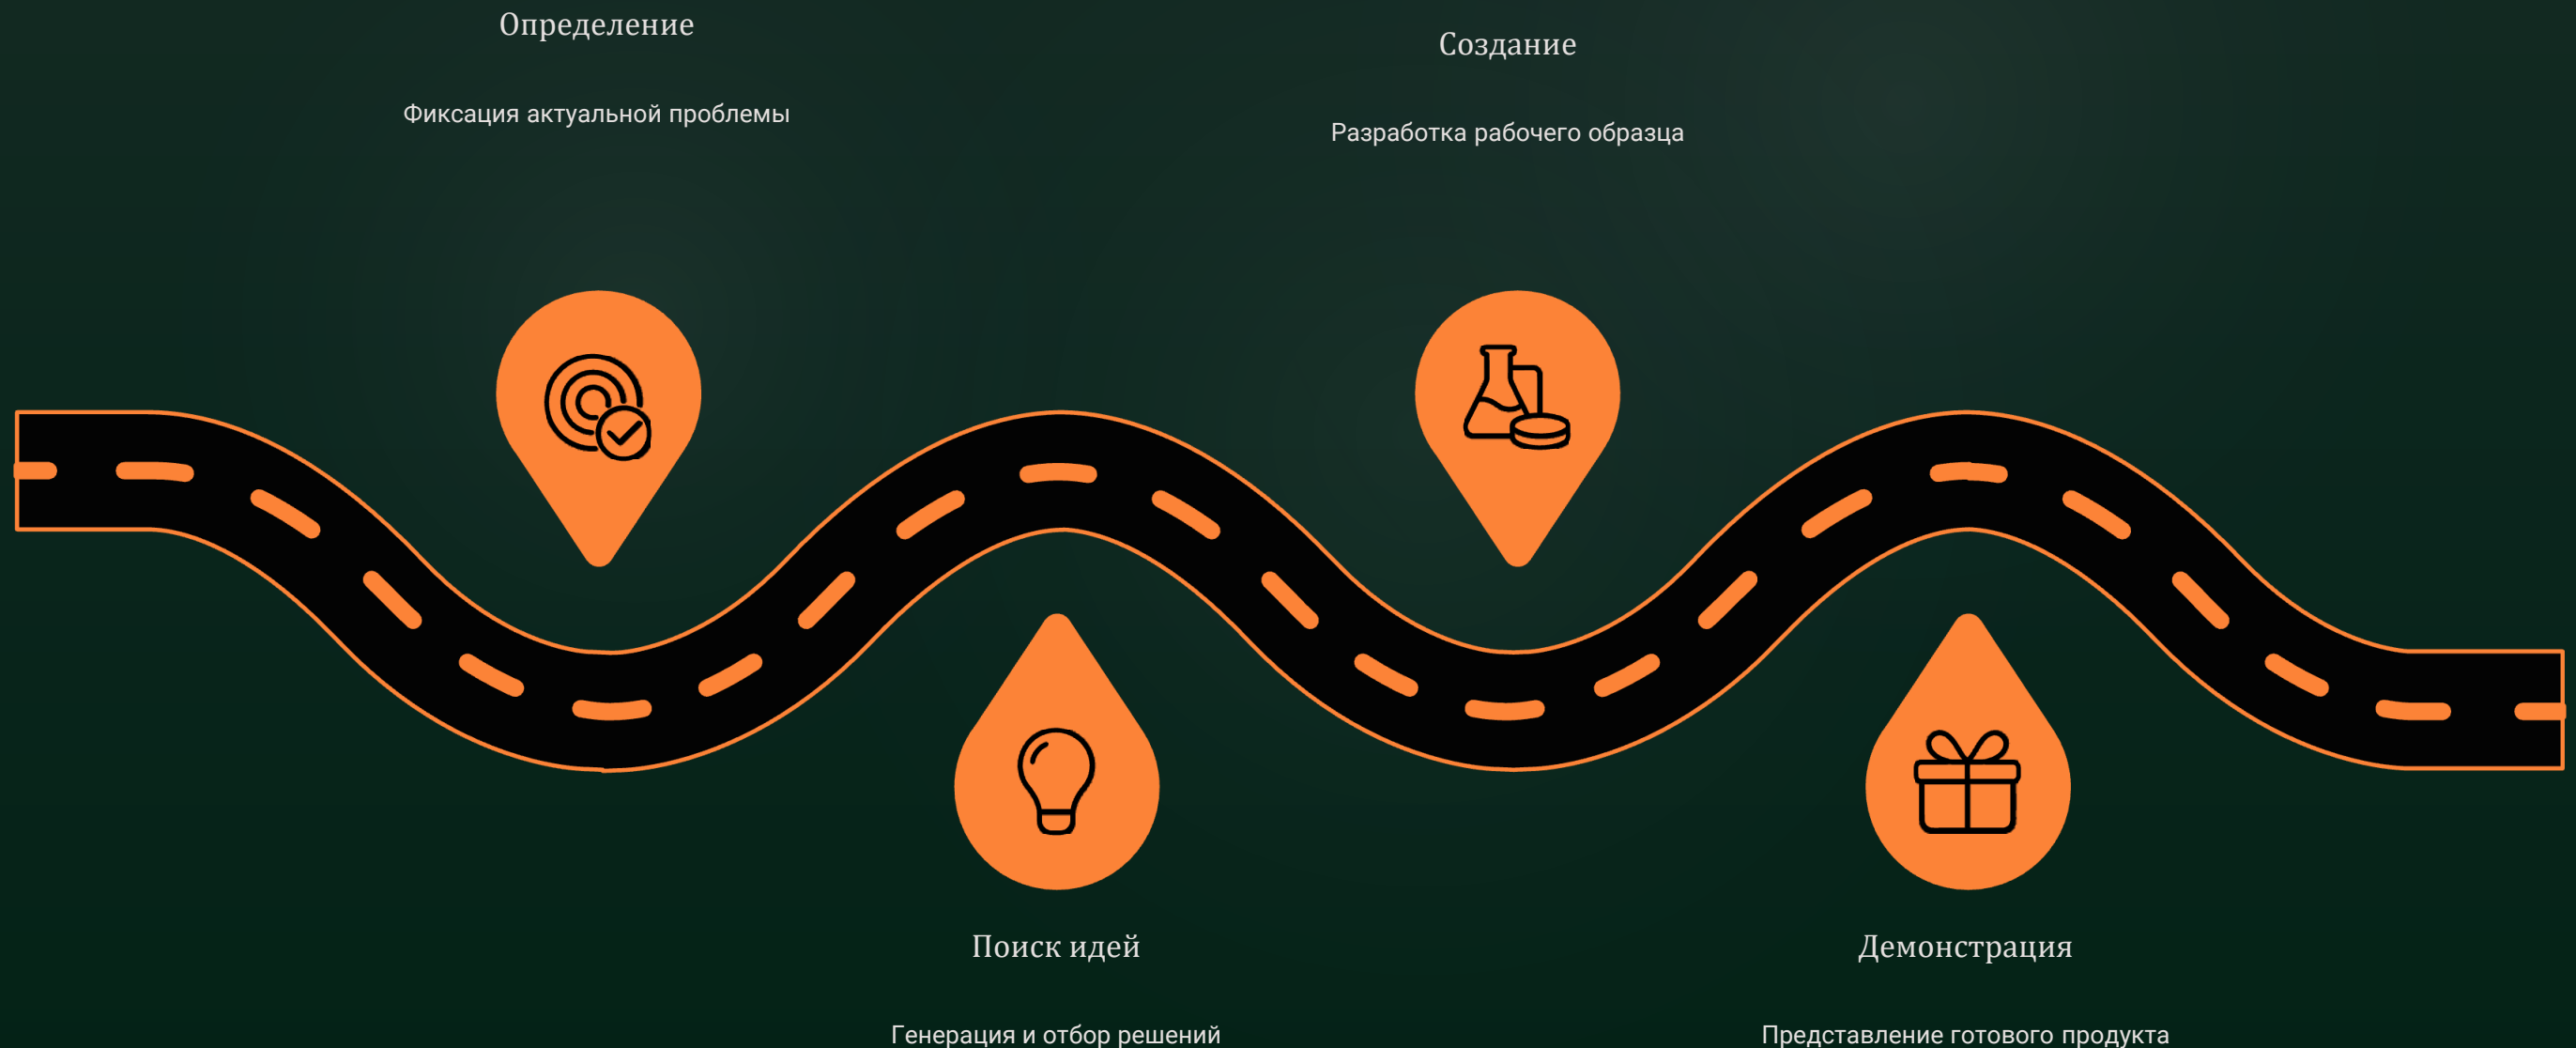 Определение
Фиксация актуальной проблемы
Поиск идей
Генерация и отбор решений
Создание
Разработка рабочего образца
Демонстрация
Представление готового продукта